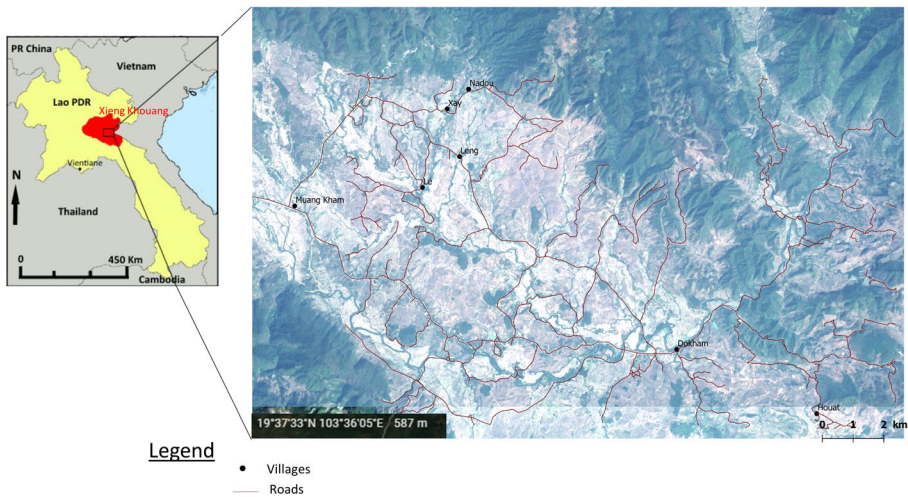 PR China
Vietnam
Lao PDR
Xieng Khouang
Vientiane
N
Thailand
0 450 Km
Cambodia
Nadou
Xay
Leng
Le
Muang Kham
Dokham
Houat
19°37'33"N 103°36'05"E 587 m
0 1 2 km
Legend
Villages
Roads